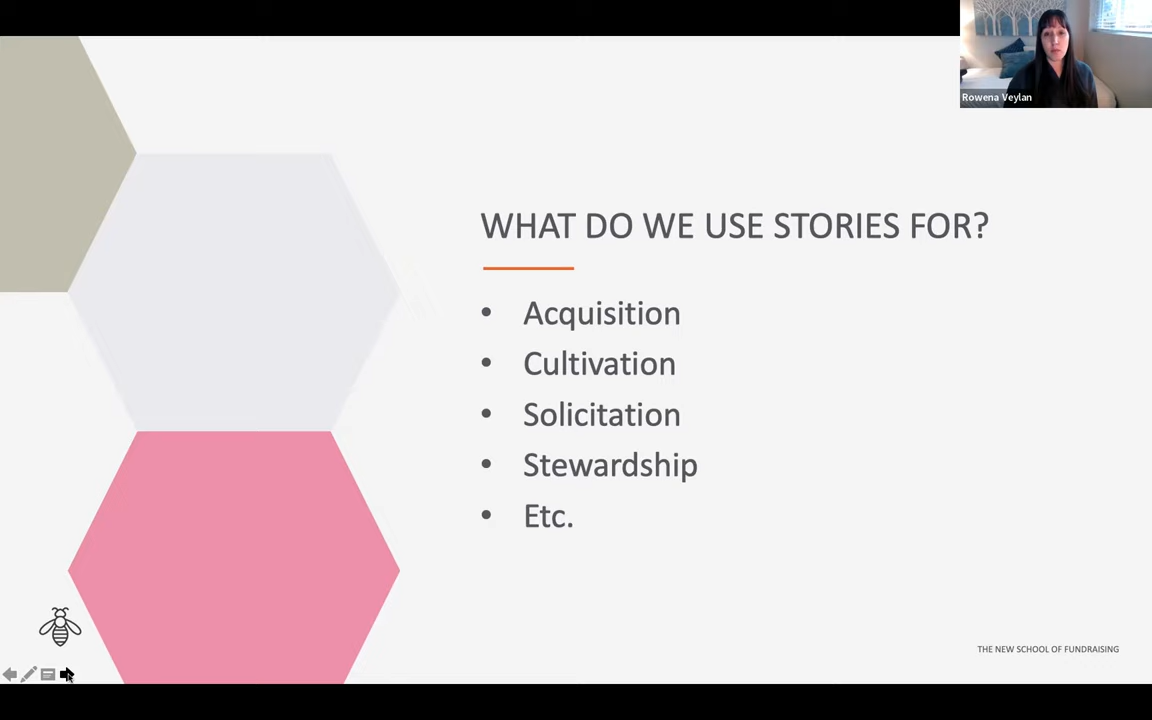 Rowena Veylan
WHAT DO WE USE STORIES FOR?
• Acquisition
• Cultivation
• Solicitation
• Stewardship
• Etc.
THE NEW SCHOOL OF FUNDRAISING